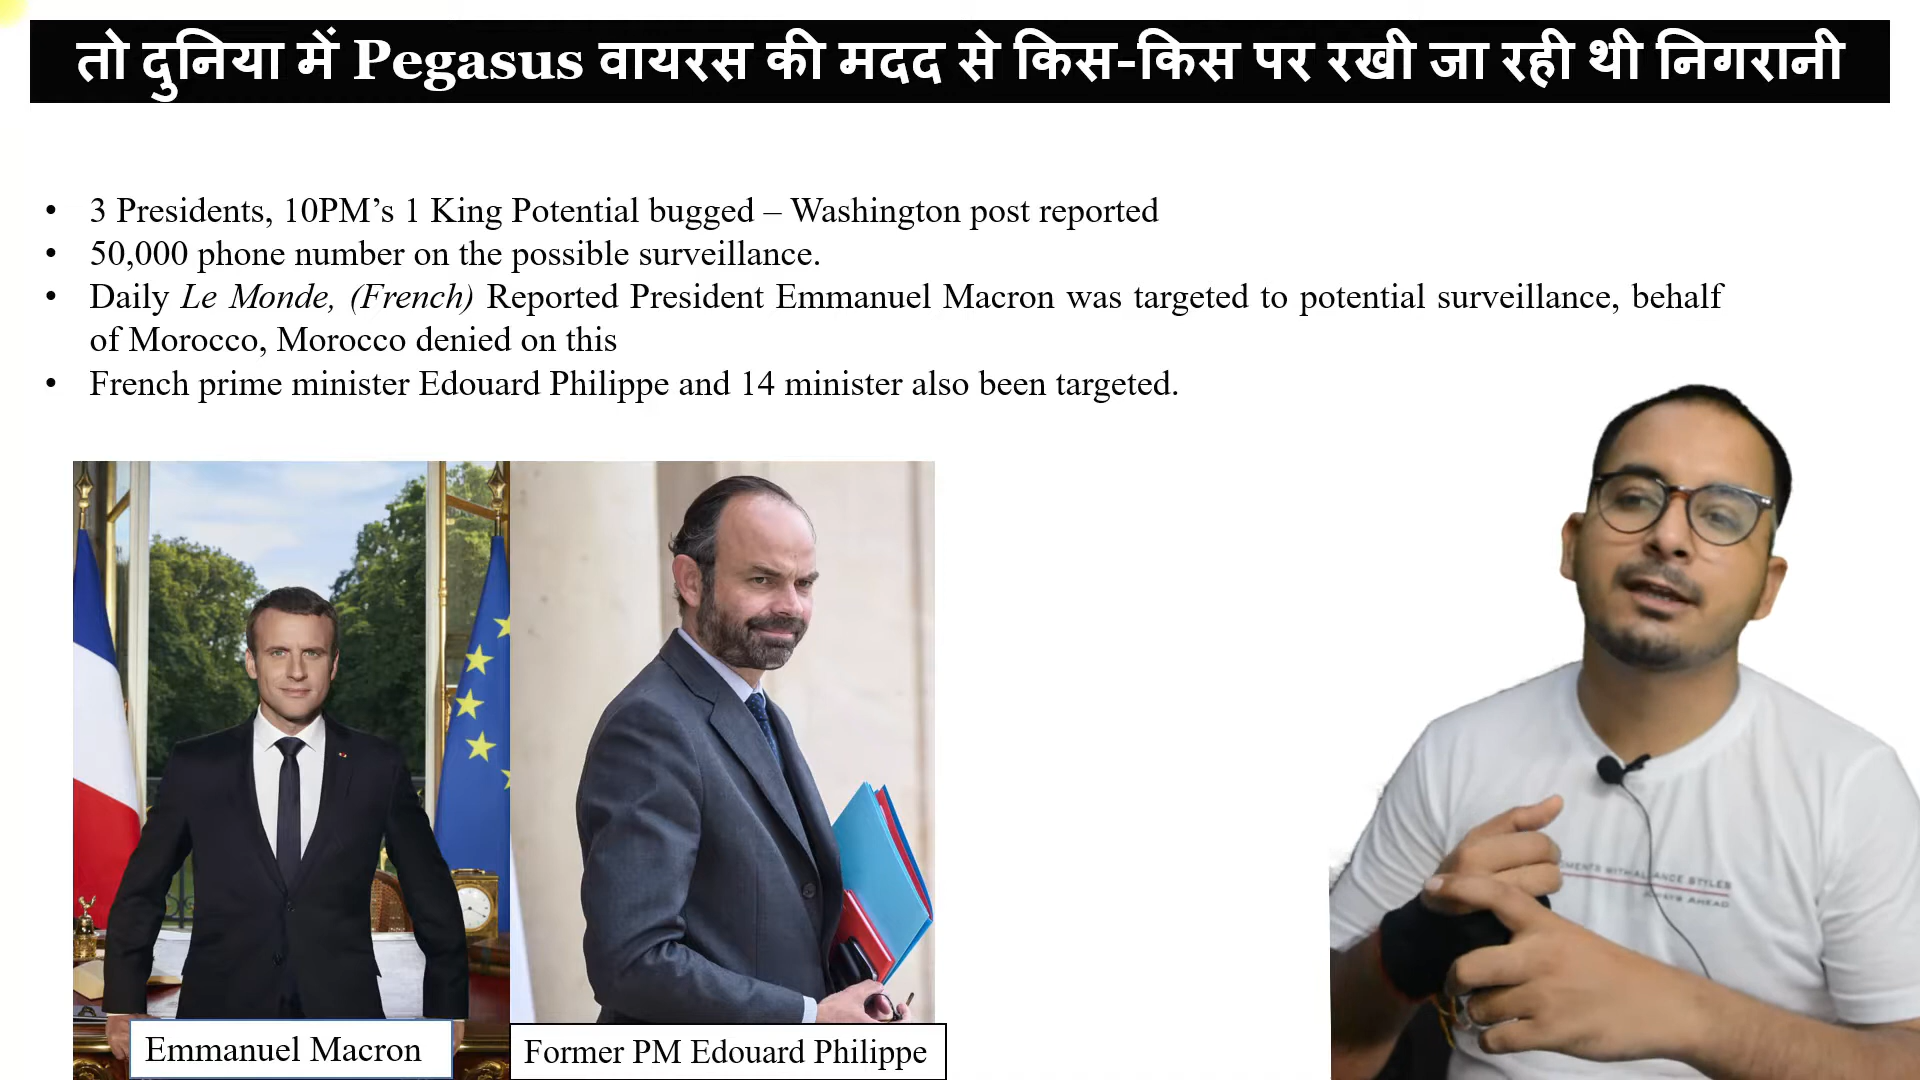 तो दुनिया में Pegasus वायरस की मदद से किस-किस पर रखी जा रही थी निगरानी
• 3 Presidents, 10PM’s 1 King Potential bugged – Washington post reported
• 50,000 phone number on the possible surveillance.
• Daily Le Monde, (French) Reported President Emmanuel Macron was targeted to potential surveillance, behalf
of Morocco, Morocco denied on this
• French prime minister Edouard Philippe and 14 minister also been targeted.
Emmanuel Macron
Former PM Edouard Philippe
STYLES
AHEAD